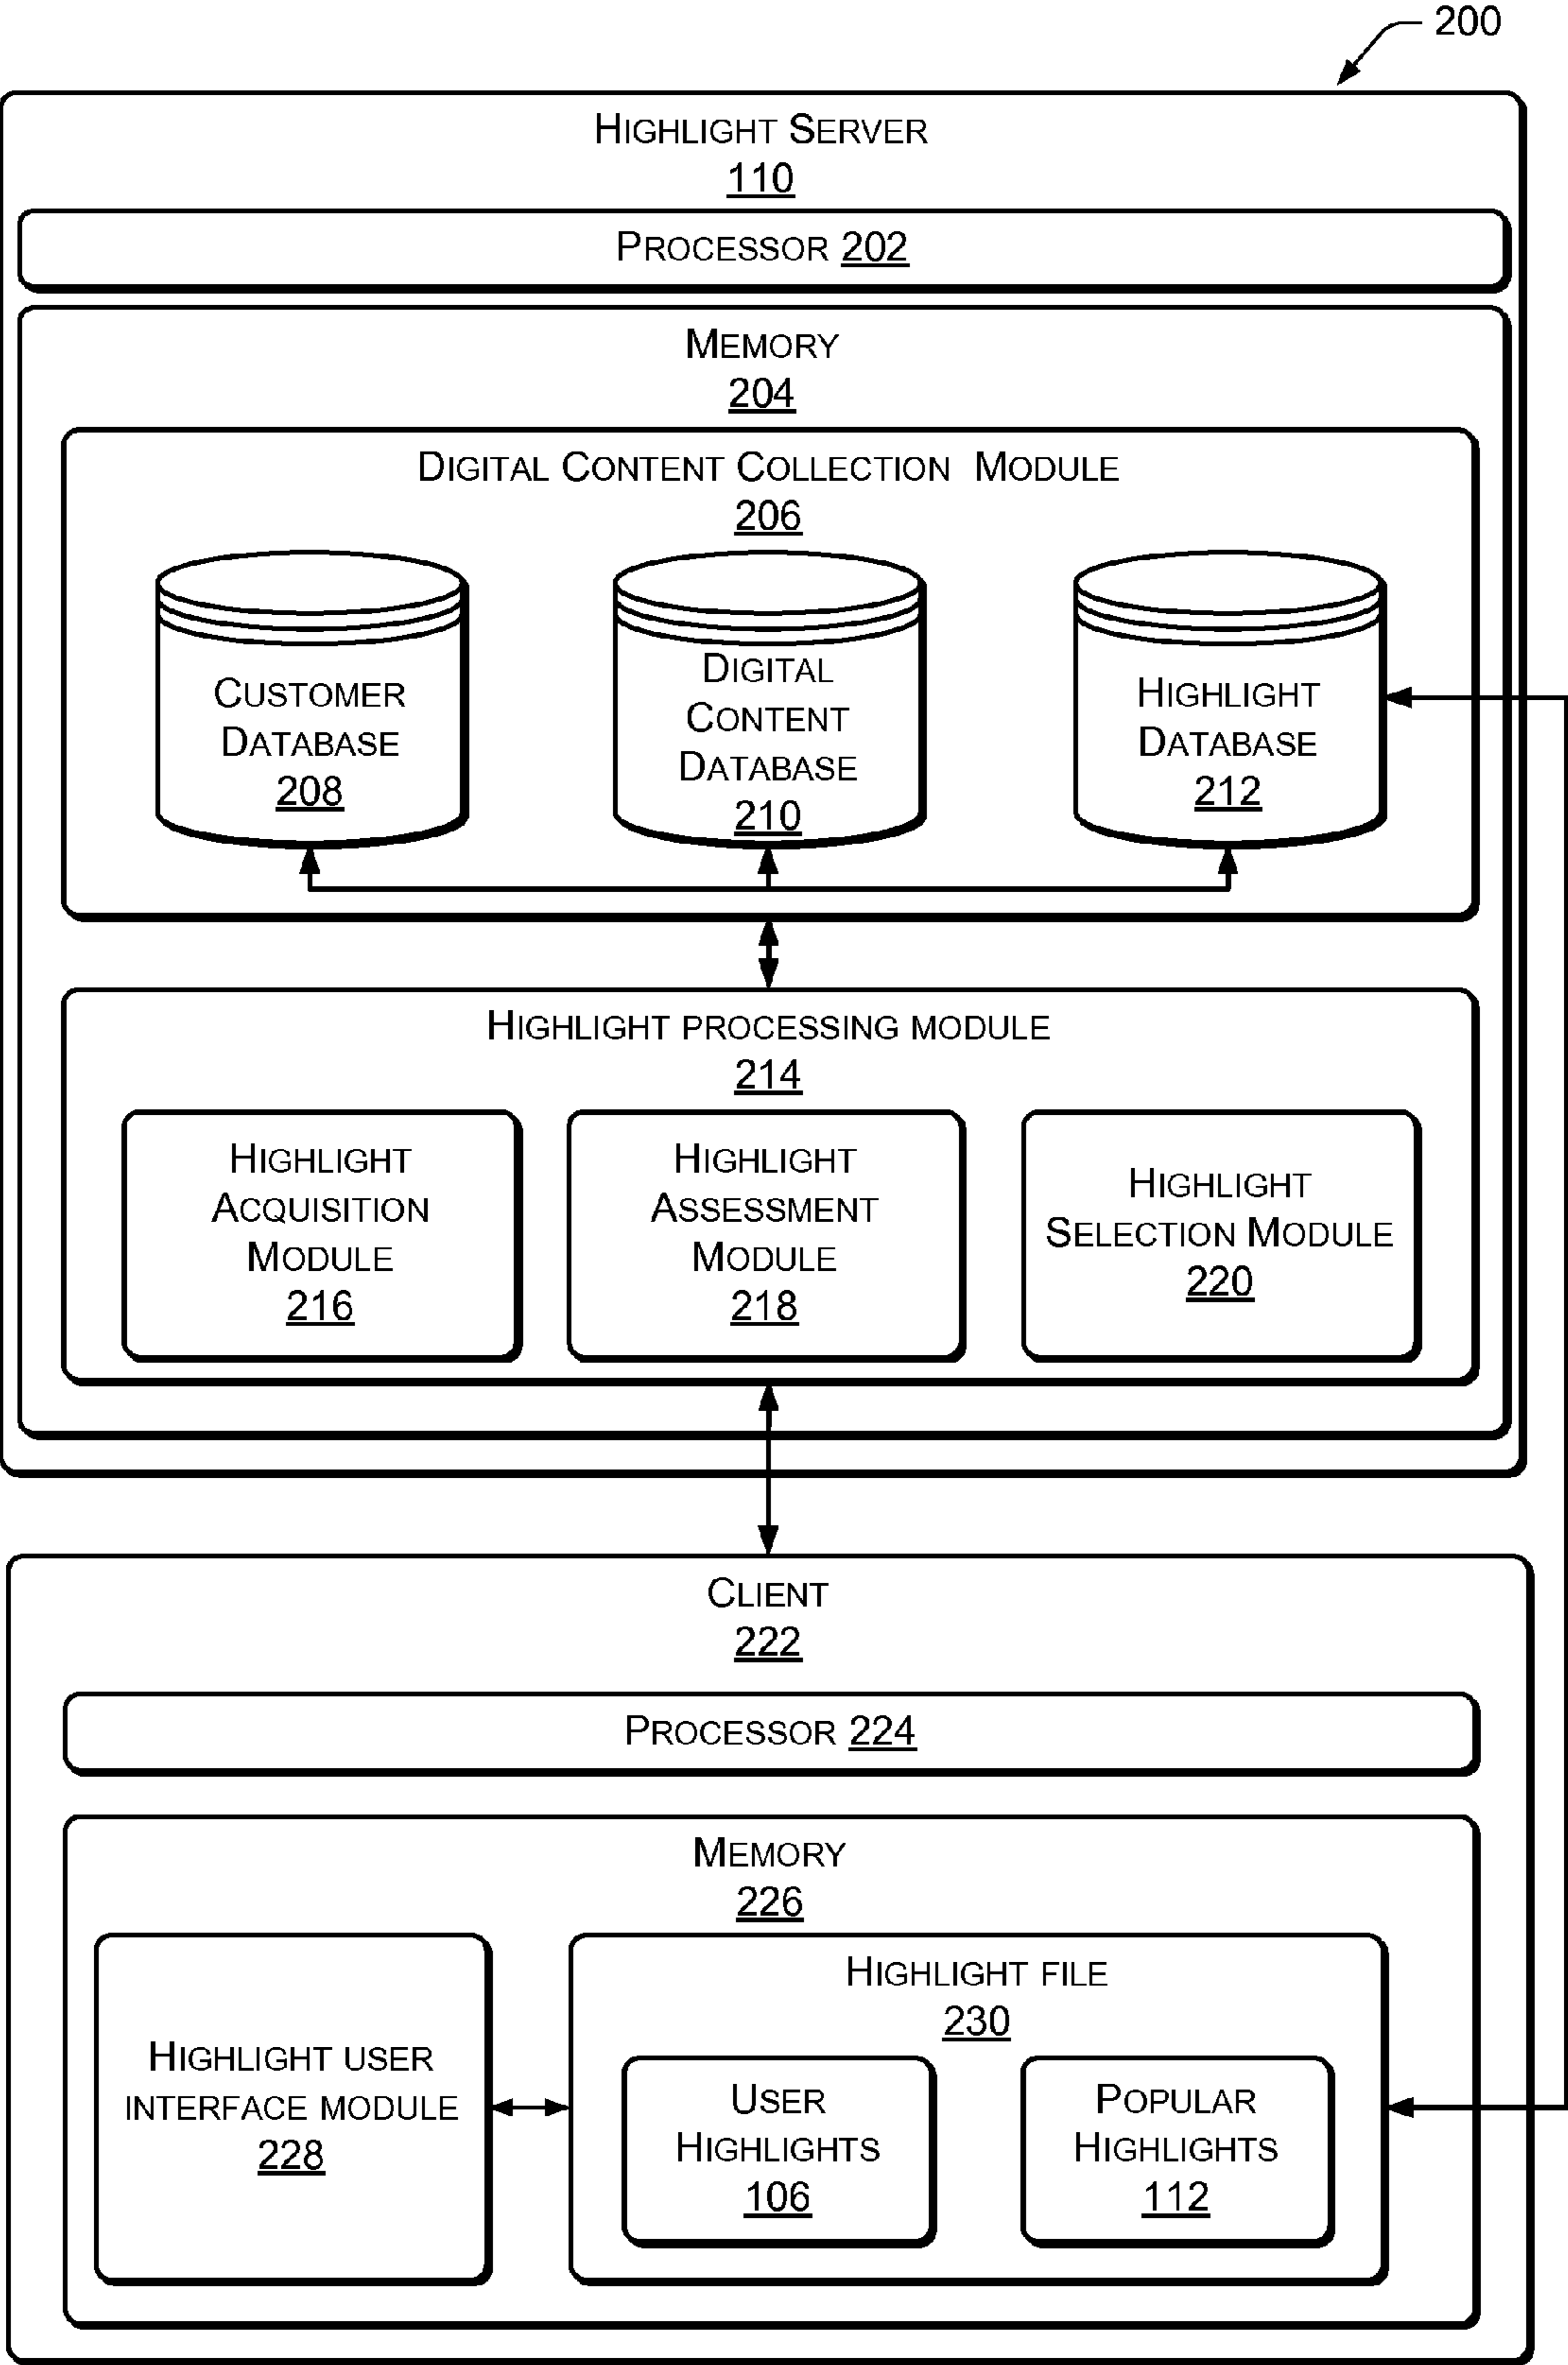 200
HIGHLIGHT SERVER
110
PROCESSOR 202
MEMORY
204
DIGITAL CONTENT COLLECTION MODULE
206
CUSTOMER
DATABASE
208
DIGITAL
CONTENT
DATABASE
210
HIGHLIGHT
DATABASE
212
HIGHLIGHT PROCESSING MODULE
214
HIGHLIGHT
ACQUISITION
MODULE
216
HIGHLIGHT
ASSESSMENT
MODULE
218
HIGHLIGHT
SELECTION MODULE
220
CLIENT
222
PROCESSOR 224
MEMORY
226
HIGHLIGHT USER
INTERFACE MODULE
228
HIGHLIGHT FILE
230
USER
HIGHLIGHTS
106
POPULAR
HIGHLIGHTS
112